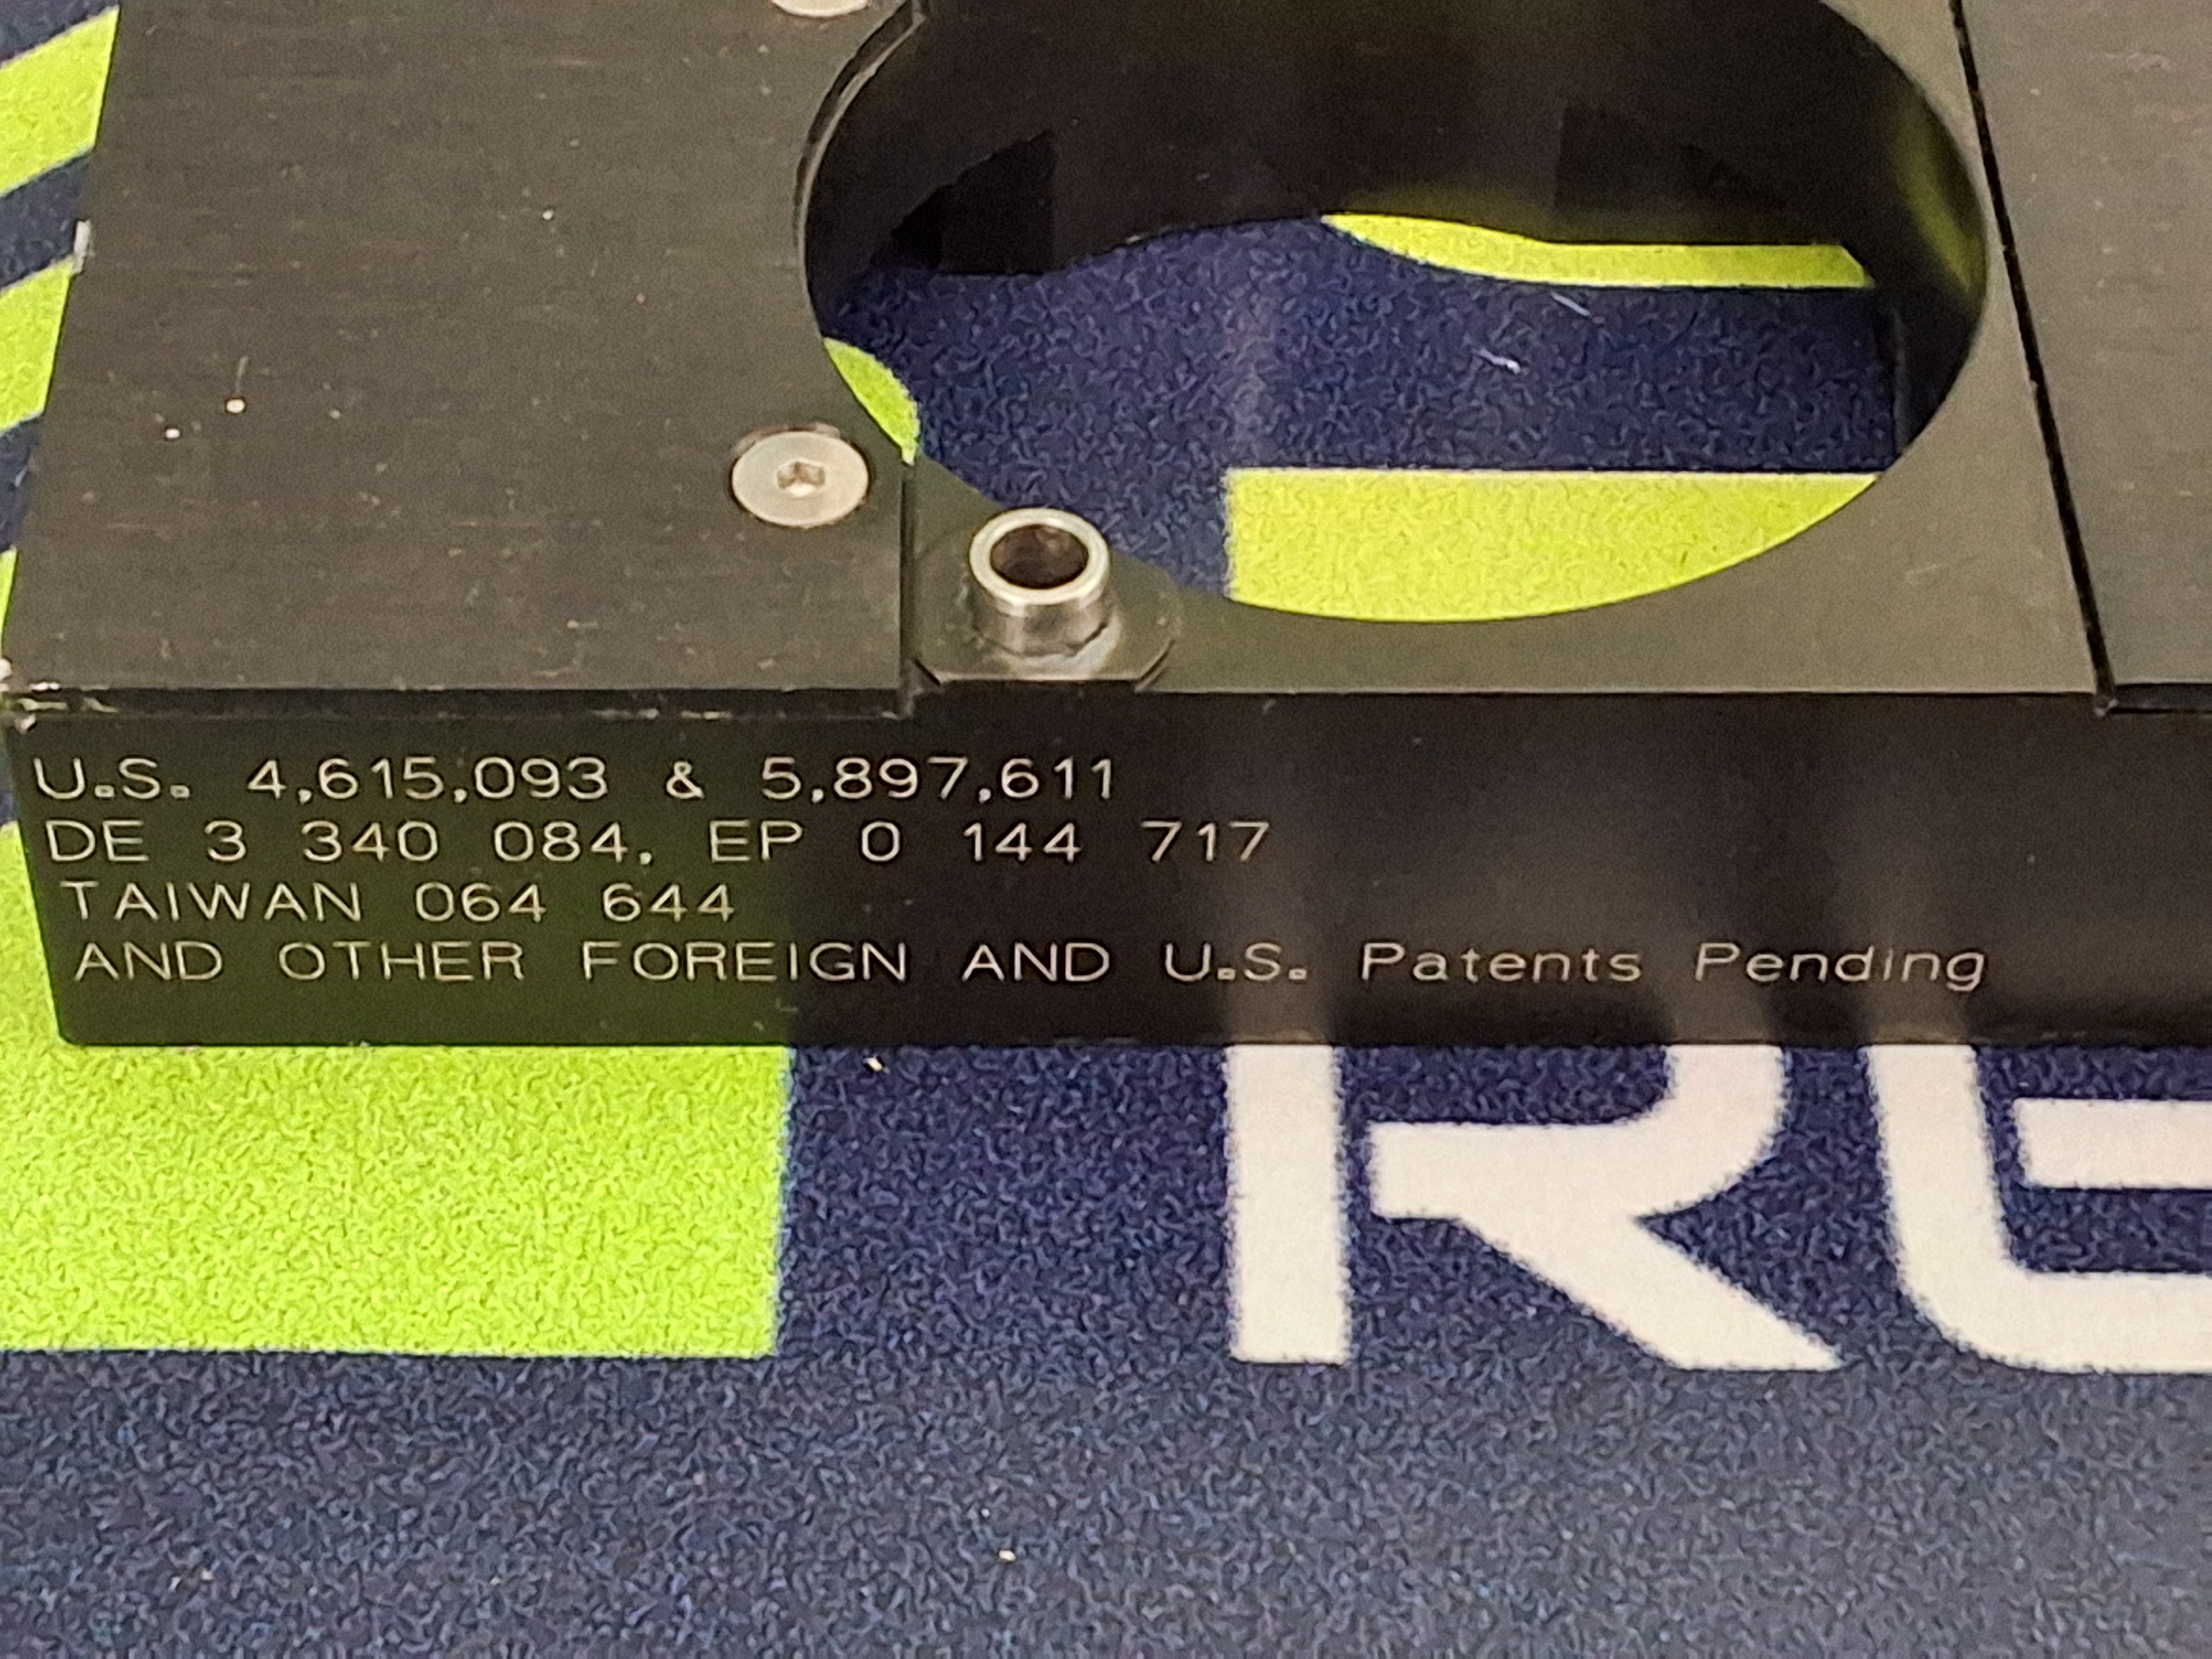 U.S. 4,615,093 & 5,897,611
DE 3 340 084, EP 0 144 717
TAIWAN 064 644
AND OTHER FOREIGN AND U.S. Patents Pending